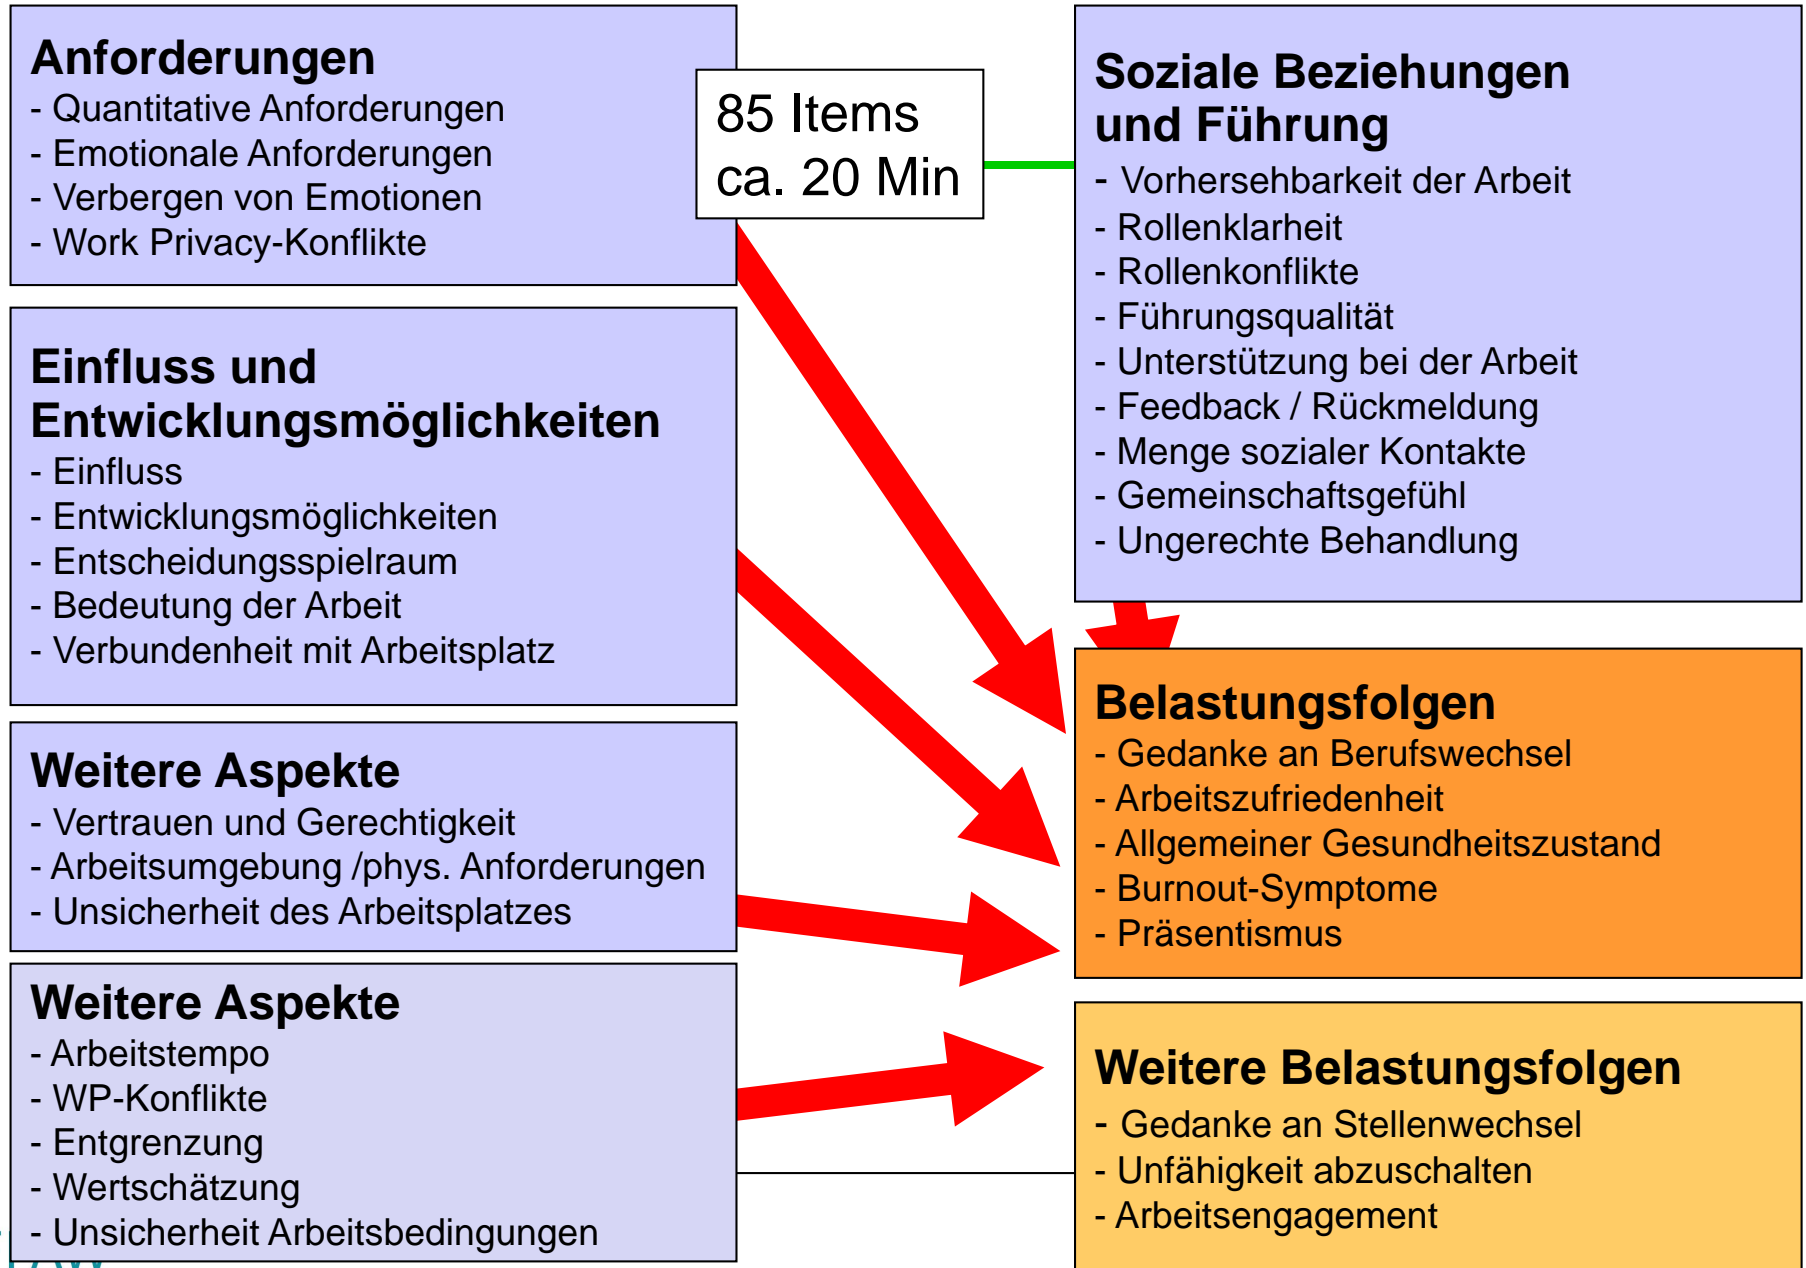 Anforderungen
- Quantitative Anforderungen
- Emotionale Anforderungen
- Verbergen von Emotionen
- Work Privacy-Konflikte
85 Items
ca. 20 Min
Soziale Beziehungen
und Führung
- Vorhersehbarkeit der Arbeit
- Rollenklarheit
- Rollenkonflikte
- Führungsqualität
- Unterstützung bei der Arbeit
- Feedback / Rückmeldung
- Menge sozialer Kontakte
- Gemeinschaftsgefühl
- Ungerechte Behandlung
Einfluss und
Entwicklungsmöglichkeiten
- Einfluss
- Entwicklungsmöglichkeiten
- Entscheidungsspielraum
- Bedeutung der Arbeit
- Verbundenheit mit Arbeitsplatz
Weitere Aspekte
- Vertrauen und Gerechtigkeit
- Arbeitsumgebung /phys. Anforderungen
- Unsicherheit des Arbeitsplatzes
Belastungsfolgen
- Gedanke an Berufswechsel
- Arbeitszufriedenheit
- Allgemeiner Gesundheitszustand
- Burnout-Symptome
- Präsentismus
Weitere Aspekte
- Arbeitstempo
- WP-Konflikte
- Entgrenzung
- Wertschätzung
- Unsicherheit Arbeitsbedingungen
Weitere Belastungsfolgen
- Gedanke an Stellenwechsel
- Unfähigkeit abzuschalten
- Arbeitsengagement